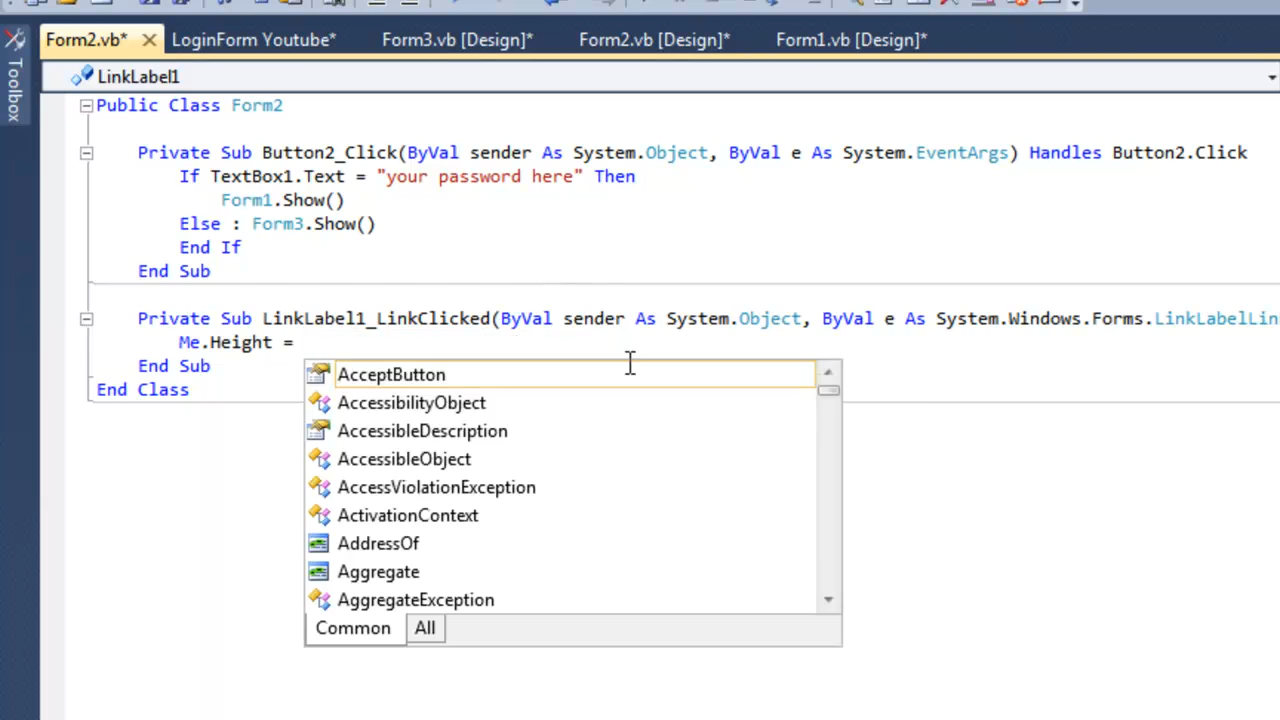 Form2.vb* LoginForm Youtube* Form3.vb [Design]* Form2.vb [Design]* Form1.vb [Design]*
Toolbox
LinkLabel1
Public Class Form2
Private Sub Button2_Click(ByVal sender As System.Object, ByVal e As System.EventArgs) Handles Button2.Click
If TextBox1.Text = "your password here" Then
Form1.Show()
Else : Form3.Show()
End If
End Sub
Private Sub LinkLabel1_LinkClicked(ByVal sender As System.Object, ByVal e As System.Windows.Forms.LinkLabelLin
Me.Height =
End Sub
End Class
AcceptButton
AccessibilityObject
AccessibleDescription
AccessibleObject
AccessViolationException
ActivationContext
AddressOf
Aggregate
AggregateException
Common All